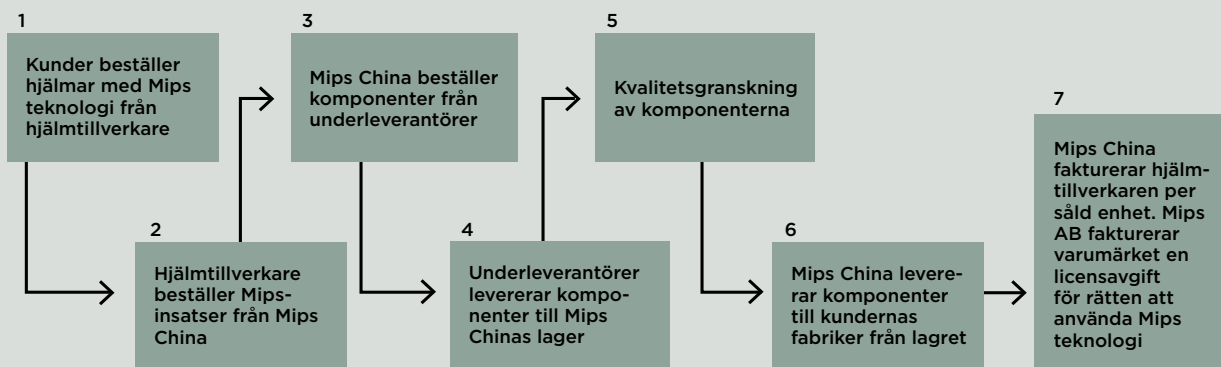 1
Kunder beställer
hjälmar med Mips
teknologi från
hjälmtillverkare
2
Hjälmtillverkare
beställer Mips-
insatser från Mips
China
3
Mips China beställer
komponenter från
underleverantörer
4
Underleverantörer
levererar kompo-
nenter till Mips
Chinas lager
5
Kvalitetsgranskning
av komponenterna
6
Mips China levere-
rar komponenter
till kundernas
fabriker från lagret
7
Mips China
fakturerar hjälm-
tillverkaren per
såld enhet. Mips
AB fakturerar
varumärket en
licensavgift
för rätten att
använda Mips
teknologi